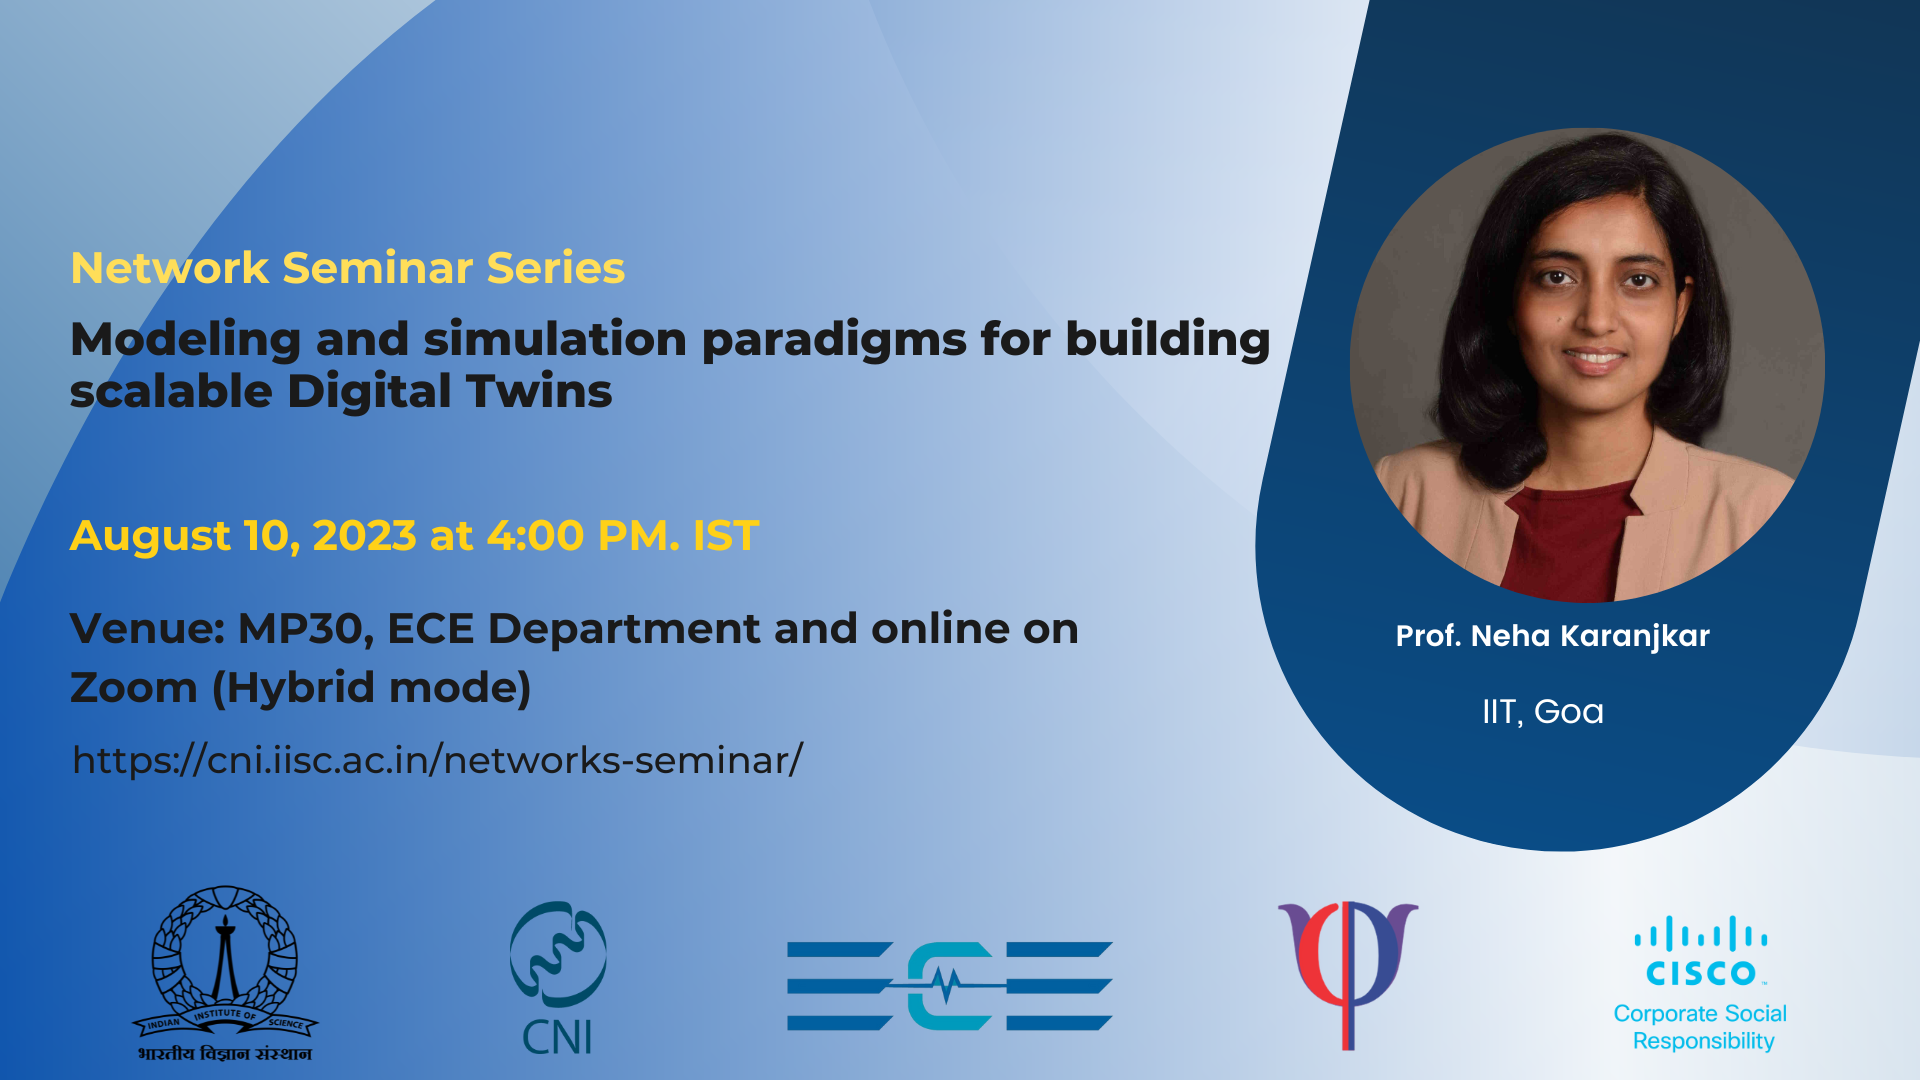 Network Seminar Series
Modeling and simulation paradigms for building
scalable Digital Twins
August 10, 2023 at 4:00 PM. IST
Venue: MP30, ECE Department and online on
Zoom (Hybrid mode)
https://cni.iisc.ac.in/networks-seminar/
Prof. Neha Karanjkar
IIT, Goa
INDIAN INSTITUTE OF SCIENCE
भारतीय विज्ञान संस्थान
CNI
ECE
CISCO
Corporate Social
Responsibility